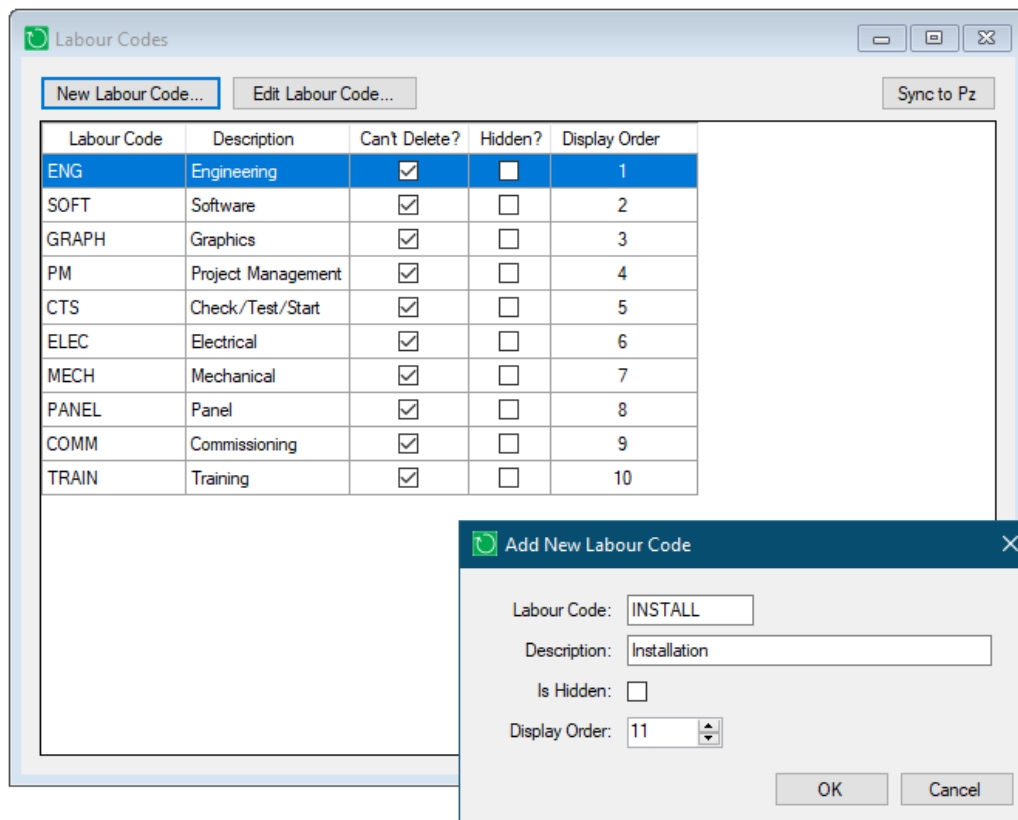 Labour Codes
New Labour Code... Edit Labour Code... Sync to Pz
Labour Code Description Can't Delete? Hidden? Display Order
ENG Engineering 1
SOFT Software 2
GRAPH Graphics 3
PM Project Management 4
CTS Check/Test/Start 5
ELEC Electrical 6
MECH Mechanical 7
PANEL Panel 8
COMM Commissioning 9
TRAIN Training 10
Add New Labour Code
Labour Code: INSTALL
Description: Installation
Is Hidden:
Display Order: 11
OK Cancel